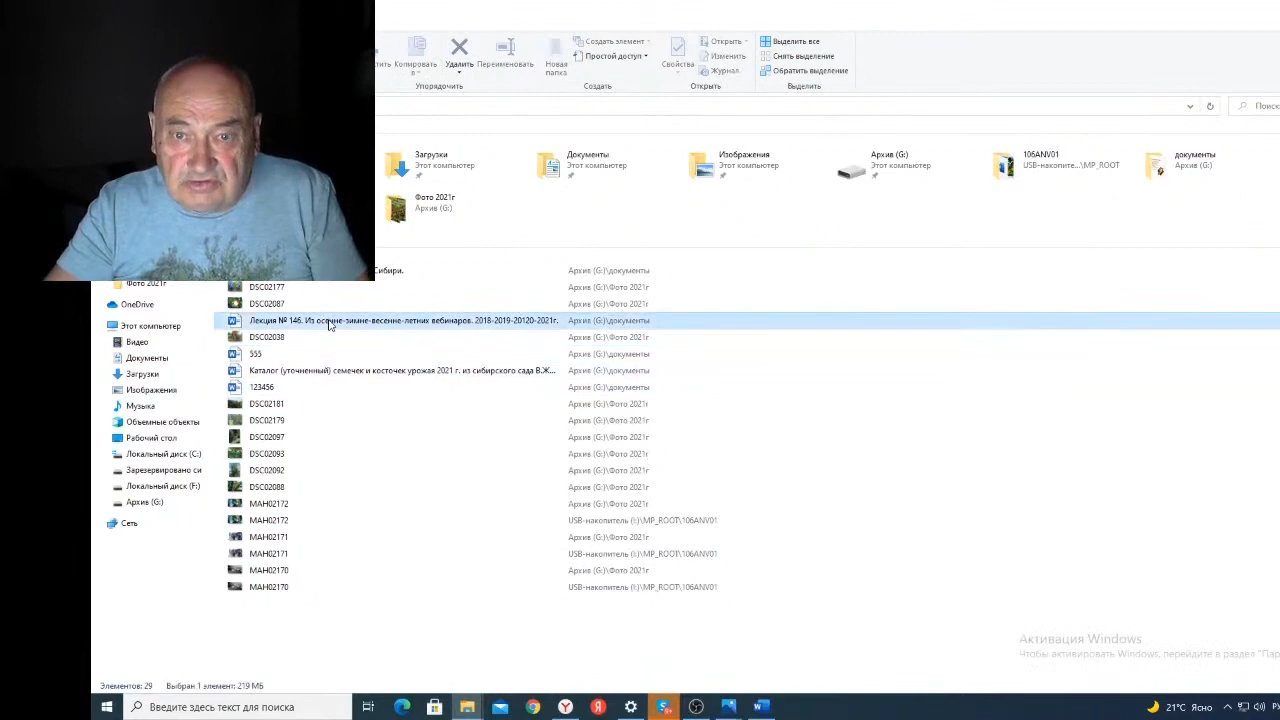 Копировать в
Удалить
Переименовать
Упорядочить
Новая папка
Создать элемент
Простой доступ
Создать
Свойства
Открыть
Изменить
Журнал
Открыть
Выделить все
Снять выделение
Обратить выделение
Выделить
Загрузки
Этот компьютер
Документы
Этот компьютер
Изображения
Этот компьютер
Архив (G:)
Этот компьютер
106ANV01
USB-накопите...\MP_ROOT
документы
Архив (G:)
Фото 2021г
Архив (G:)
Сибири. Архив (G:)\документы
DSC02177 Архив (G:)\Фото 2021г
DSC02087 Архив (G:)\Фото 2021г
Лекция № 146. Из осенне-зимне-весенне-летних вебинаров. 2018-2019-20120-2021г. Архив (G:)\документы
DSC02038 Архив (G:)\Фото 2021г
555 Архив (G:)\документы
Каталог (уточненный) семечек и косточек урожая 2021 г. из сибирского сада В.Ж... Архив (G:)\документы
123456 Архив (G:)\документы
DSC02181 Архив (G:)\Фото 2021г
DSC02179 Архив (G:)\Фото 2021г
DSC02097 Архив (G:)\Фото 2021г
DSC02093 Архив (G:)\Фото 2021г
DSC02092 Архив (G:)\Фото 2021г
DSC02088 Архив (G:)\Фото 2021г
MAH02172 Архив (G:)\Фото 2021г
MAH02172 USB-накопитель (I:)\MP_ROOT\106ANV01
MAH02171 Архив (G:)\Фото 2021г
MAH02171 USB-накопитель (I:)\MP_ROOT\106ANV01
MAH02170 Архив (G:)\Фото 2021г
MAH02170 USB-накопитель (I:)\MP_ROOT\106ANV01
Фото 2021г
OneDrive
Этот компьютер
Видео
Документы
Загрузки
Изображения
Музыка
Объемные объекты
Рабочий стол
Локальный диск (C:)
Зарезервировано си
Локальный диск (F:)
Архив (G:)
Сеть
Активация Windows
Чтобы активировать Windows, перейдите в раздел "Пар
Элементов: 29 Выбран 1 элемент: 219 МБ
Введите здесь текст для поиска
21°C Ясно